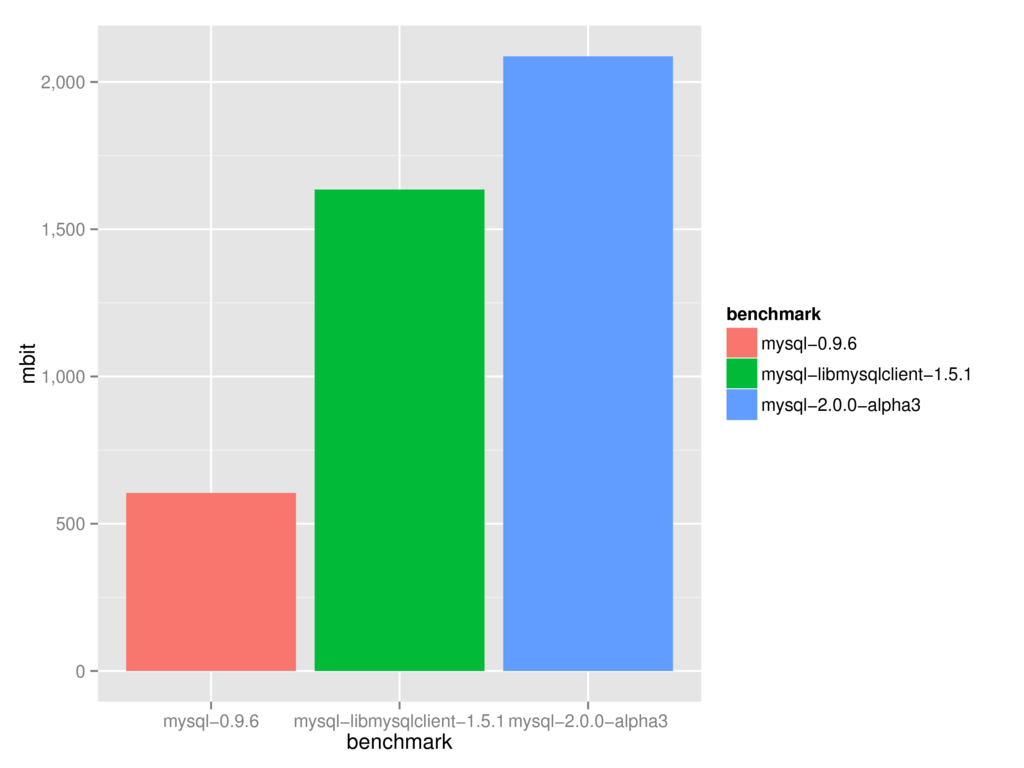 2,000
1,500
1,000
500
0
mbit
mysql−0.9.6
mysql−libmysqlclient−1.5.1
mysql−2.0.0−alpha3
benchmark
benchmark
mysql−0.9.6
mysql−libmysqlclient−1.5.1
mysql−2.0.0−alpha3